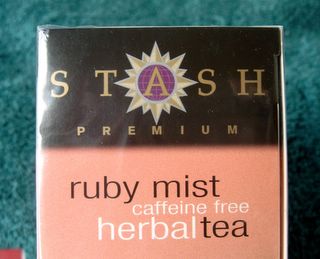 STASH
PREMIUM
ruby mist
caffeine free
herbaltea